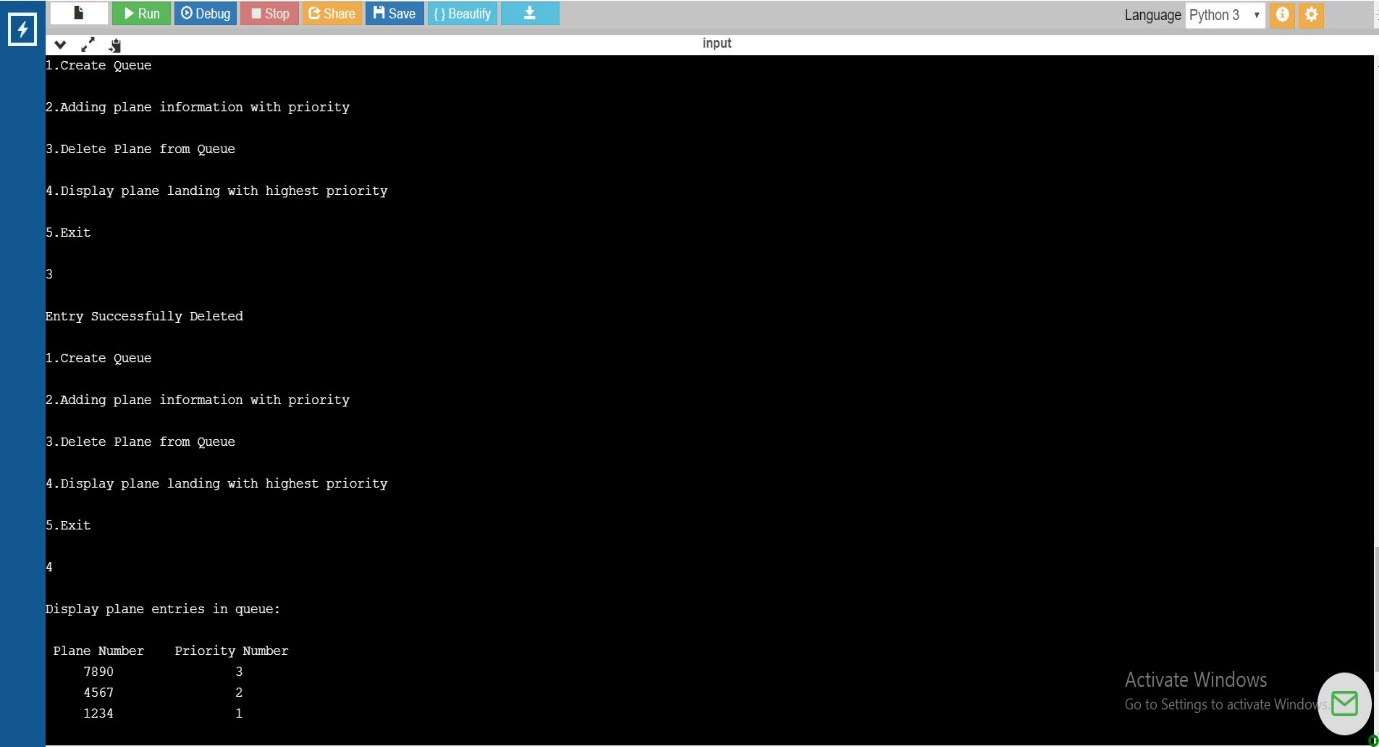 Run Debug Stop Share Save { } Beautify Language Python 3
input
1.Create Queue
2.Adding plane information with priority
3.Delete Plane from Queue
4.Display plane landing with highest priority
5.Exit
3
Entry Successfully Deleted
1.Create Queue
2.Adding plane information with priority
3.Delete Plane from Queue
4.Display plane landing with highest priority
5.Exit
4
Display plane entries in queue:
Plane Number Priority Number
7890 3
4567 2
1234 1
Activate Windows
Go to Settings to activate Windows.